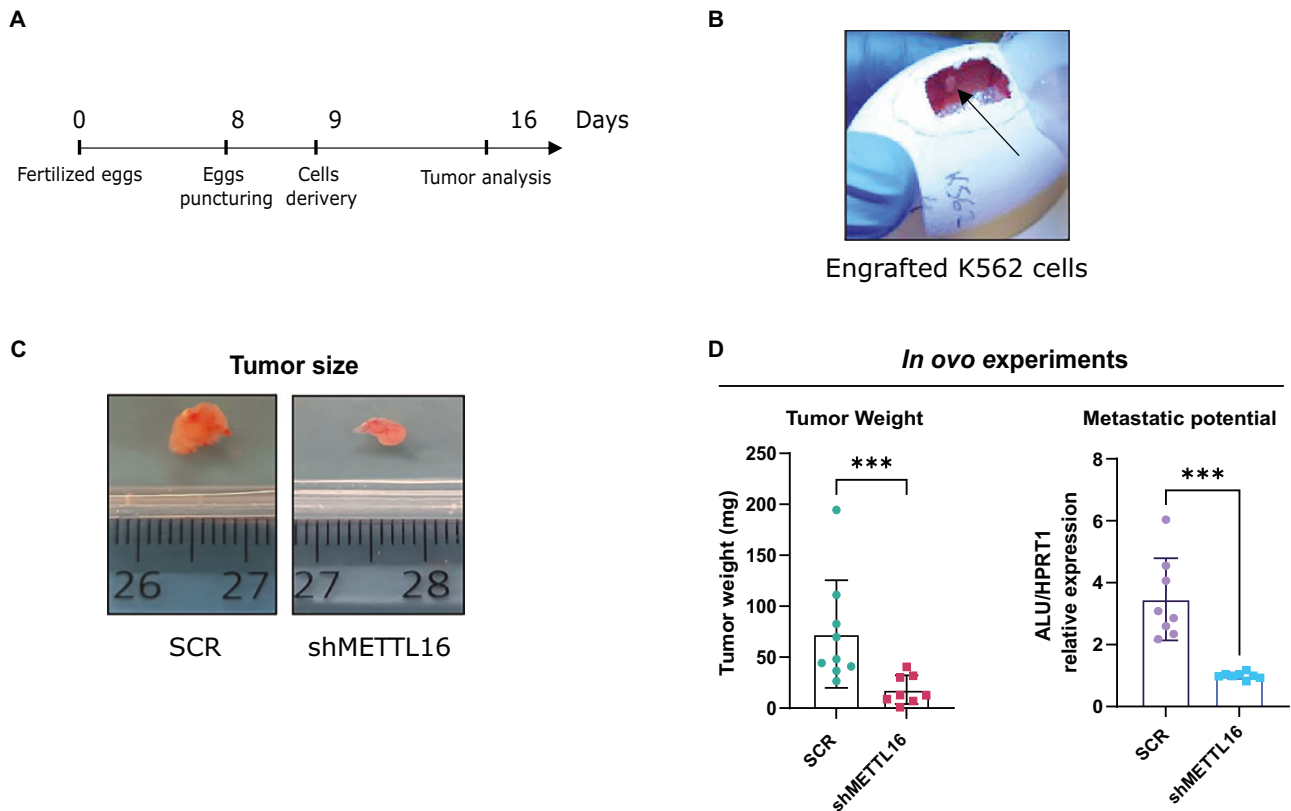 A
0 8 9 16 Days
Fertilized eggs
Eggs
puncturing
Cells
derivery
Tumor analysis
B
K562
Engrafted K562 cells
C
Tumor size
26 27
27 28
SCR
shMETTL16
D
In ovo experiments
Tumor Weight
250
200
150
100
50
0
Tumor weight (mg)
***
SCR
shMETTL16
Metastatic potential
8
6
4
2
0
ALU/HPRT1
relative expression
***
SCR
shMETTL16